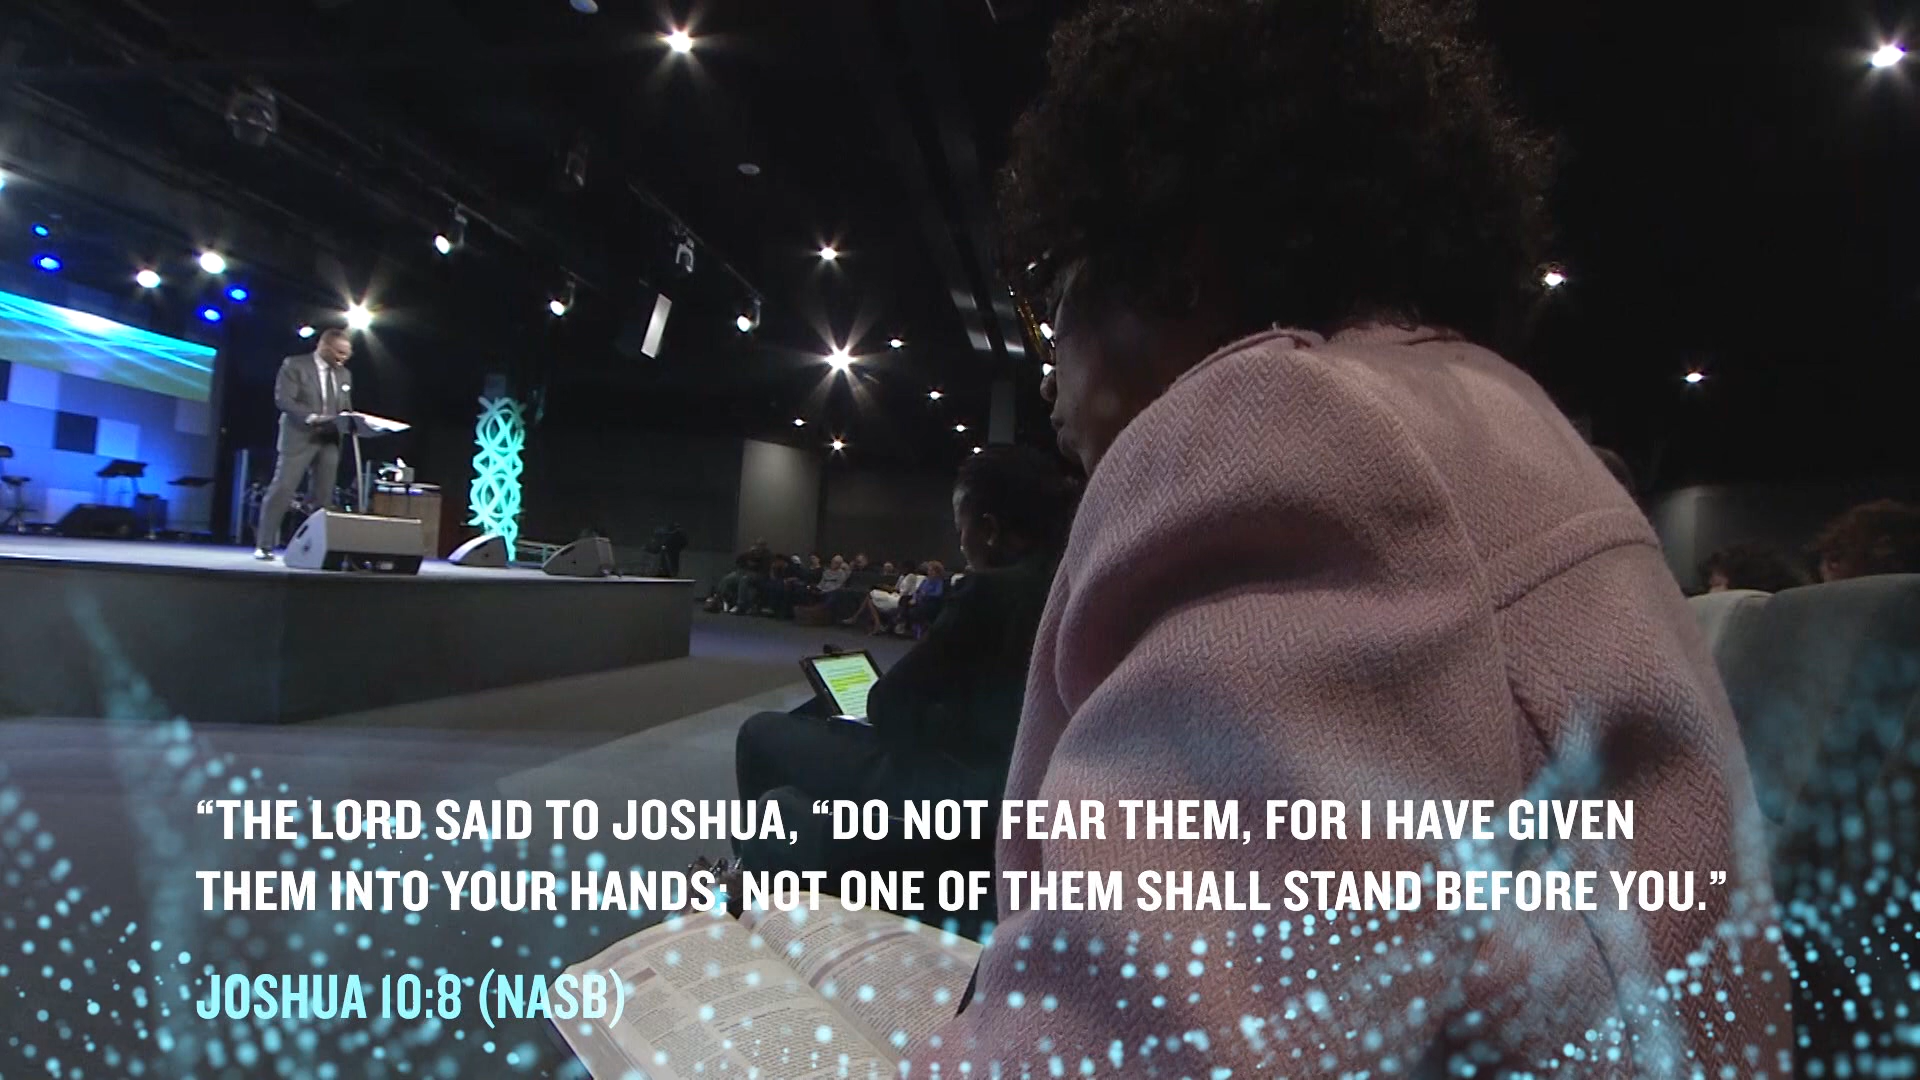 “THE LORD SAID TO JOSHUA, “DO NOT FEAR THEM, FOR I HAVE GIVEN
THEM INTO YOUR HANDS; NOT ONE OF THEM SHALL STAND BEFORE YOU.”
JOSHUA 10:8 (NASB)